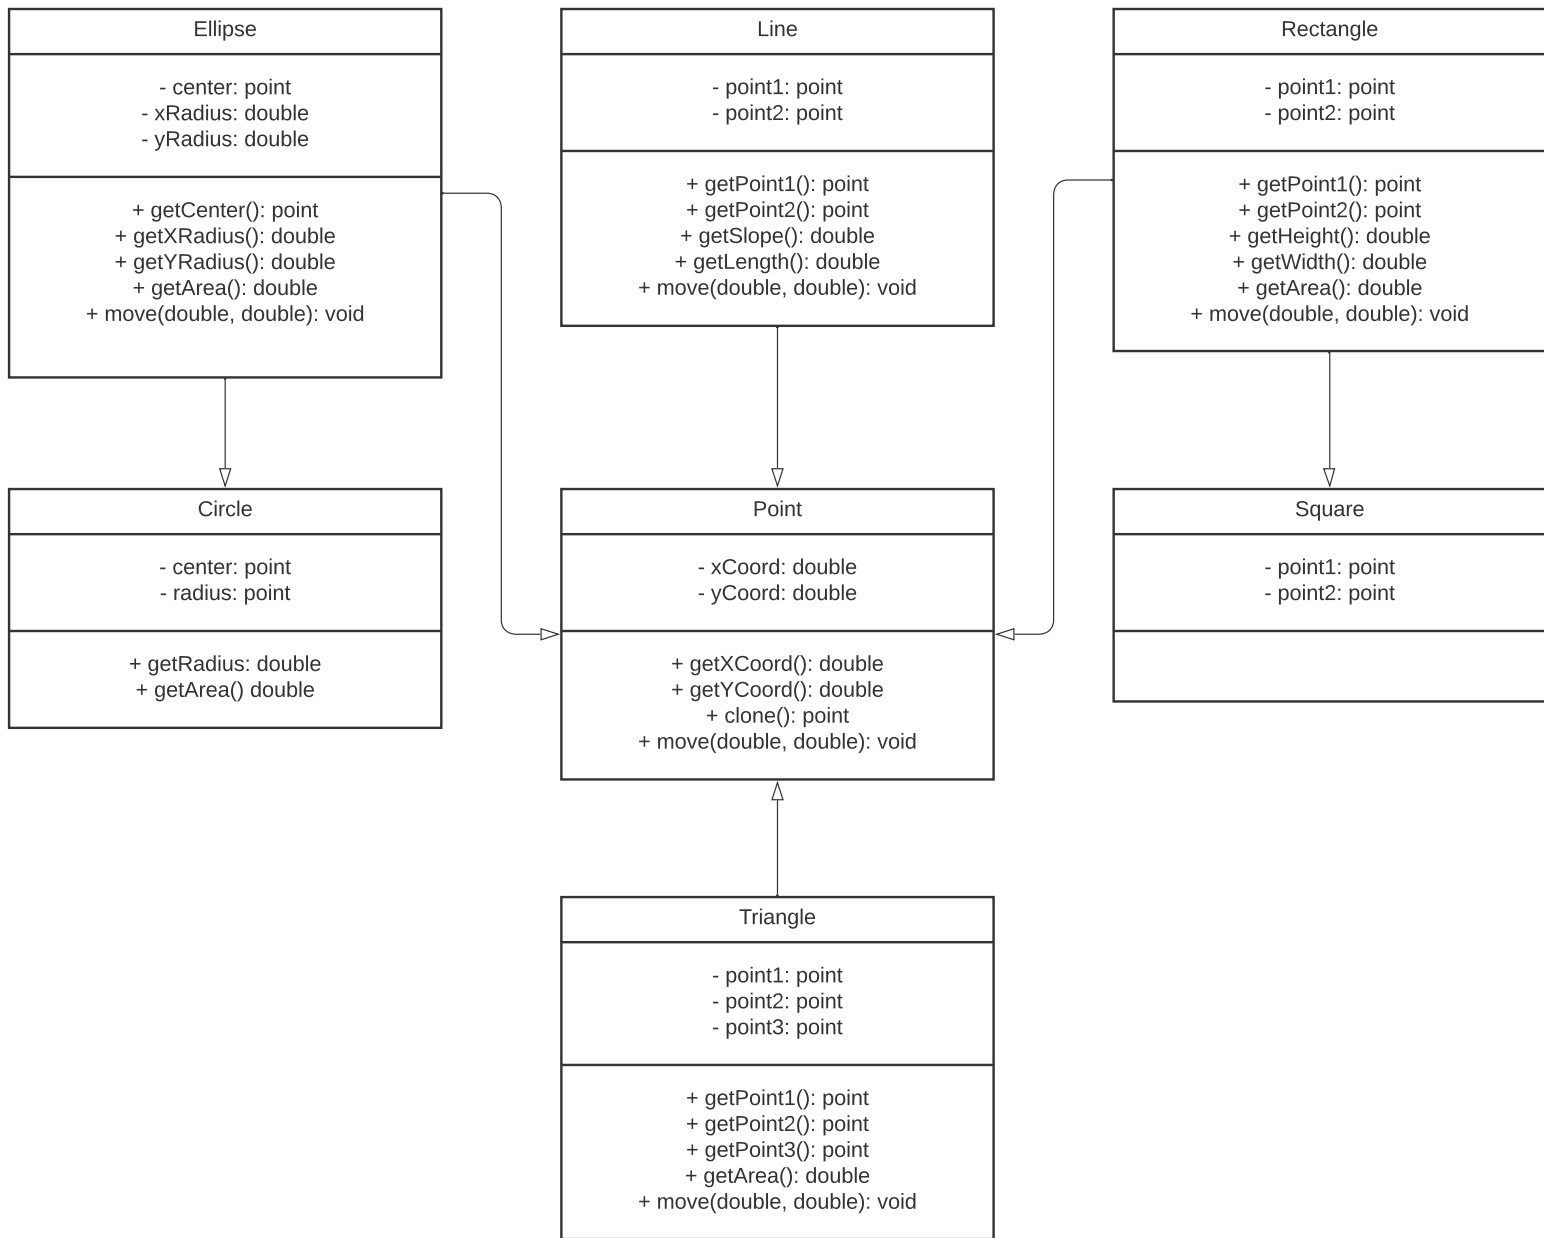 Ellipse
- center: point
- xRadius: double
- yRadius: double
+ getCenter(): point
+ getXRadius(): double
+ getYRadius(): double
+ getArea(): double
+ move(double, double): void
Line
- point1: point
- point2: point
+ getPoint1(): point
+ getPoint2(): point
+ getSlope(): double
+ getLength(): double
+ move(double, double): void
Rectangle
- point1: point
- point2: point
+ getPoint1(): point
+ getPoint2(): point
+ getHeight(): double
+ getWidth(): double
+ getArea(): double
+ move(double, double): void
Circle
- center: point
- radius: point
+ getRadius: double
+ getArea() double
Point
- xCoord: double
- yCoord: double
+ getXCoord(): double
+ getYCoord(): double
+ clone(): point
+ move(double, double): void
Square
- point1: point
- point2: point
Triangle
- point1: point
- point2: point
- point3: point
+ getPoint1(): point
+ getPoint2(): point
+ getPoint3(): point
+ getArea(): double
+ move(double, double): void